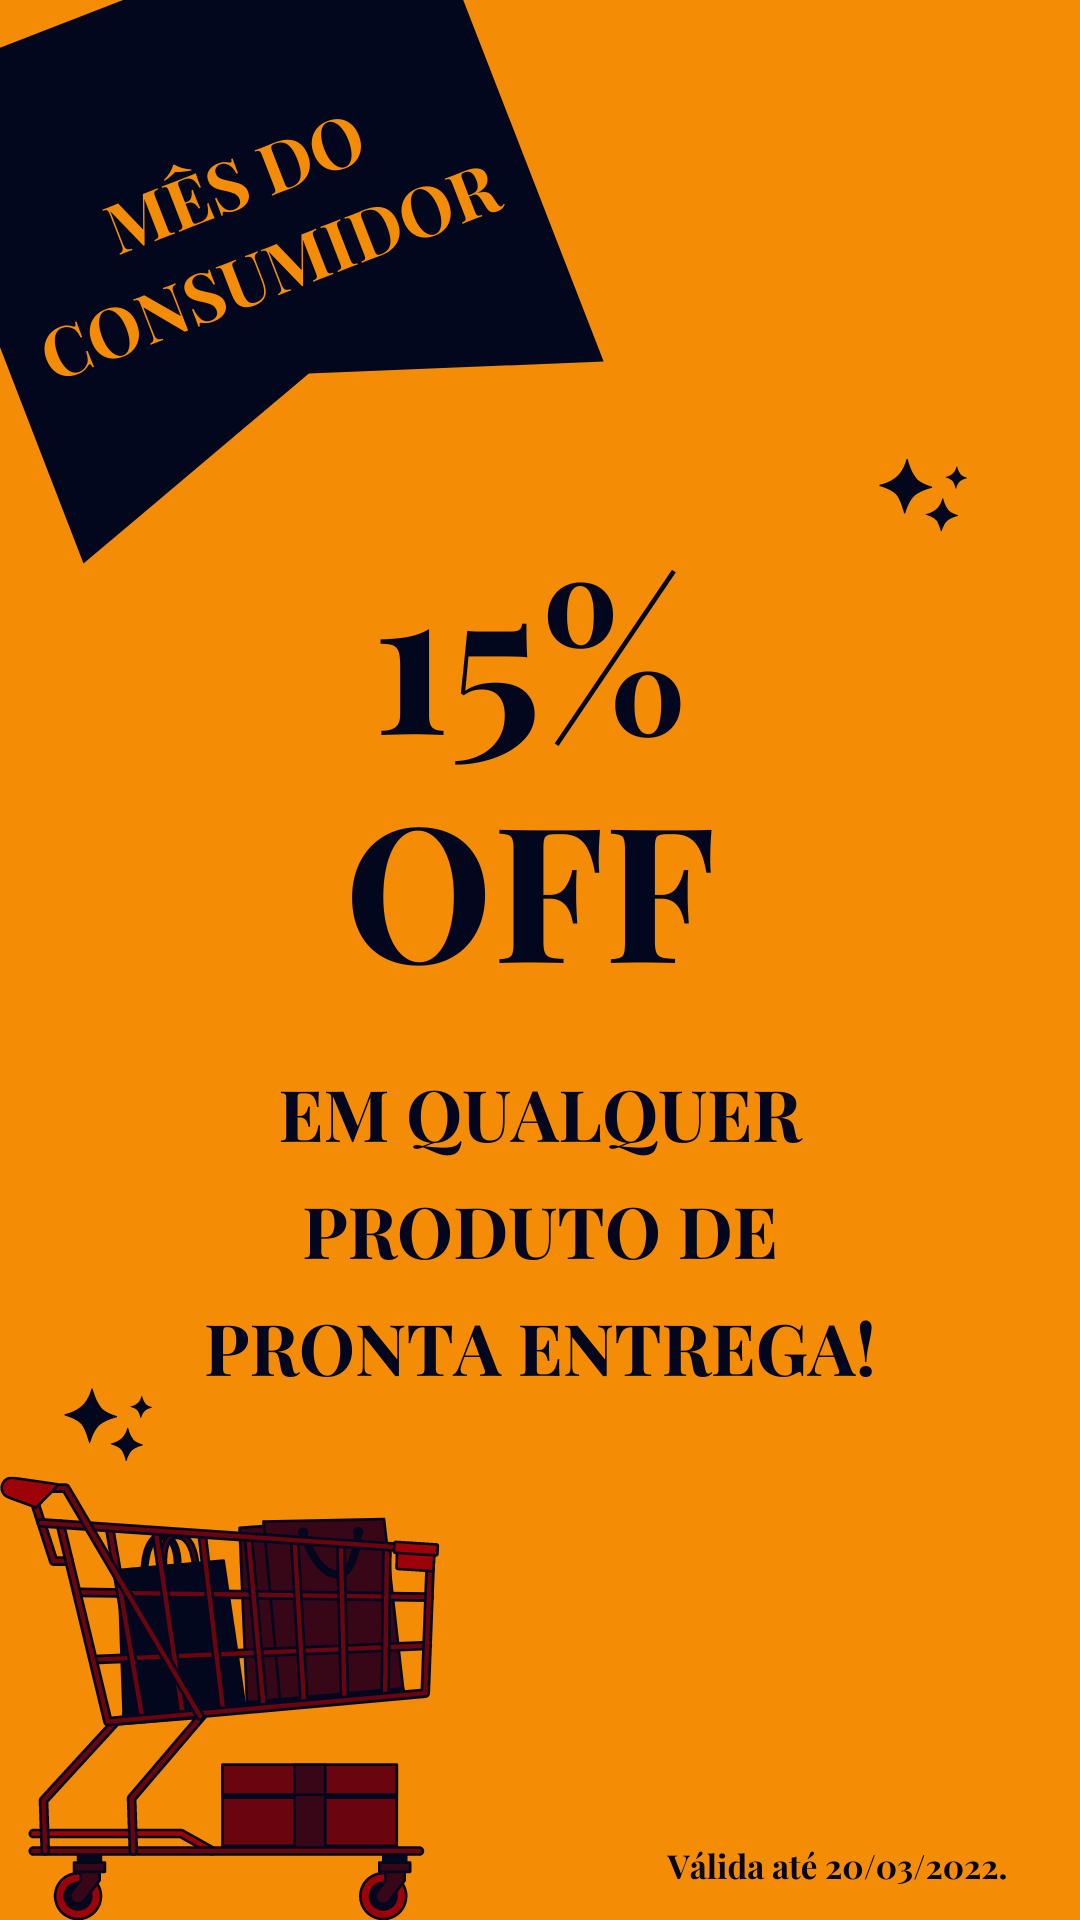 MÊS DO
CONSUMIDOR
15%
OFF
EM QUALQUER
PRODUTO DE
PRONTA ENTREGA!
Válida até 20/03/2022.